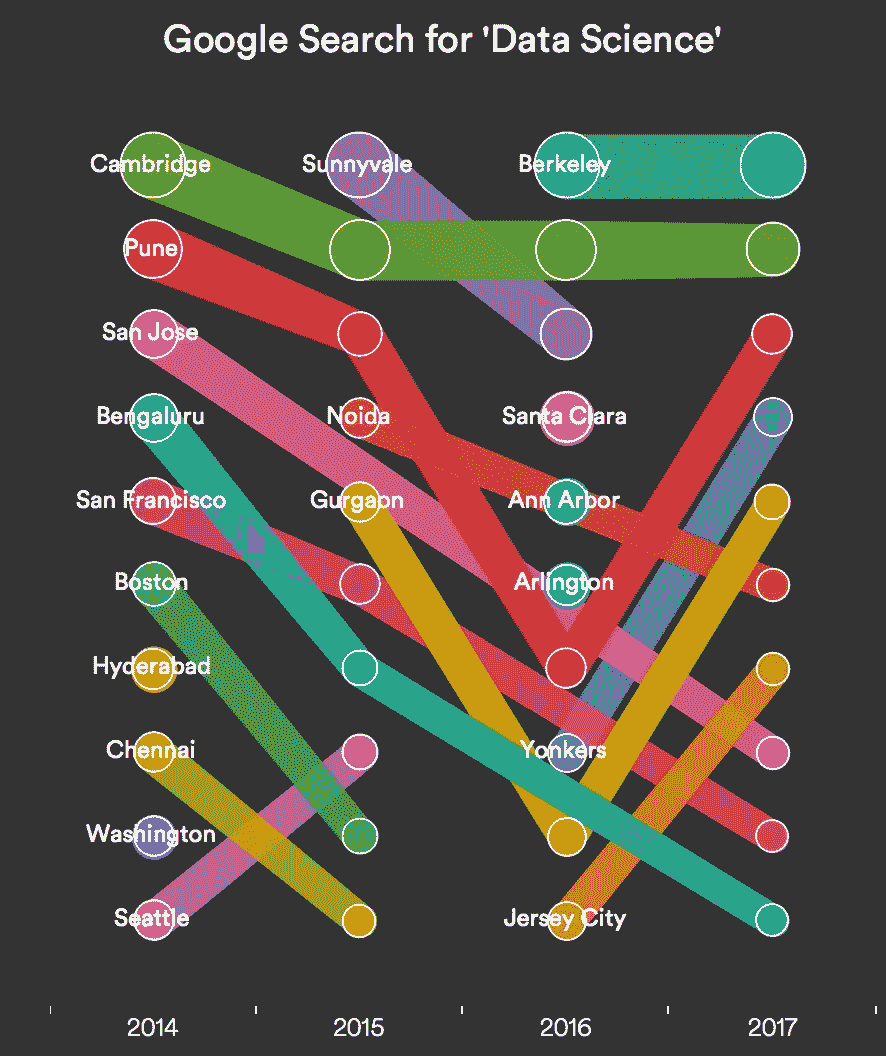 Google Search for 'Data Science'
Cambridge
Sunnyvale
Berkeley
Pune
San Jose
Bengaluru
Noida
Santa Clara
San Francisco
Gurgaon
Ann Arbor
Boston
Arlington
Hyderabad
Chennai
Yonkers
Washington
Seattle
Jersey City
2014
2015
2016
2017